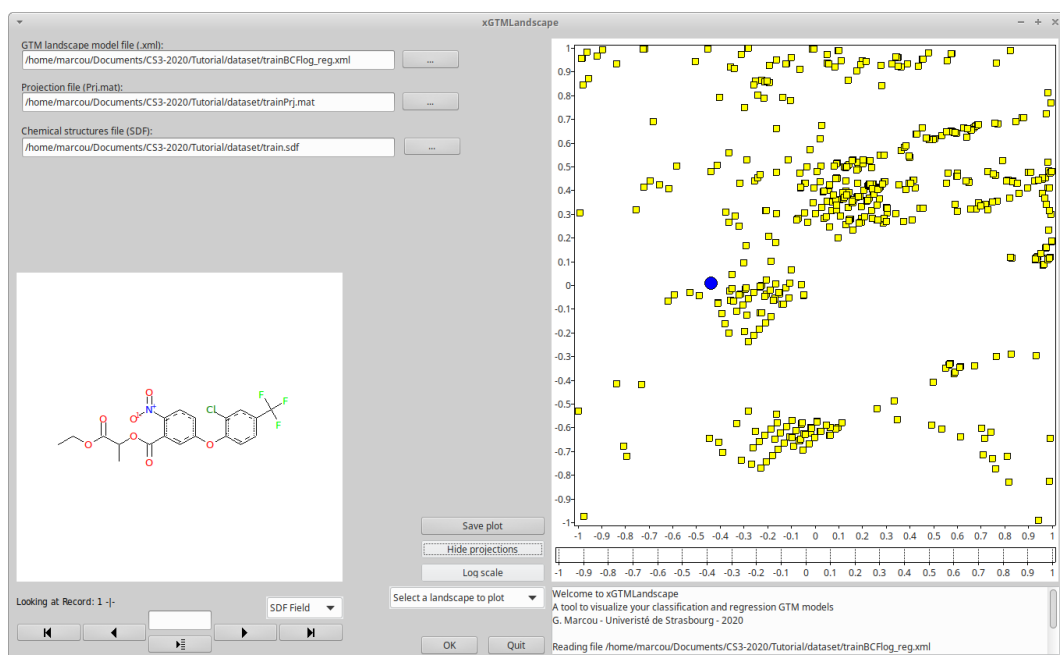 xGTMLandscape
GTM landscape model file (.xml):
/home/marcou/Documents/CS3-2020/Tutorial/dataset/trainBCFlog_reg.xml
...
Projection file (Prj.mat):
/home/marcou/Documents/CS3-2020/Tutorial/dataset/trainPrj.mat
...
Chemical structures file (SDF):
/home/marcou/Documents/CS3-2020/Tutorial/dataset/train.sdf
...
1
0.9
0.8
0.7
0.6
0.5
0.4
0.3
0.2
0.1
0
-0.1
-0.2
-0.3
-0.4
-0.5
-0.6
-0.7
-0.8
-0.9
-1
-1 -0.9 -0.8 -0.7 -0.6 -0.5 -0.4 -0.3 -0.2 -0.1 0 0.1 0.2 0.3 0.4 0.5 0.6 0.7 0.8 0.9 1
-1 -0.9 -0.8 -0.7 -0.6 -0.5 -0.4 -0.3 -0.2 -0.1 0 0.1 0.2 0.3 0.4 0.5 0.6 0.7 0.8 0.9 1
O
O N+
O
Cl
F
F
F
O
O
O
O
O
Save plot
Hide projections
Log scale
Select a landscape to plot
Looking at Record: 1 -|-
SDF Field
OK
Quit
Welcome to xGTMLandscape
A tool to visualize your classification and regression GTM models
G. Marcou - Univeristé de Strasbourg - 2020
Reading file /home/marcou/Documents/CS3-2020/Tutorial/dataset/trainBCFlog_reg.xml